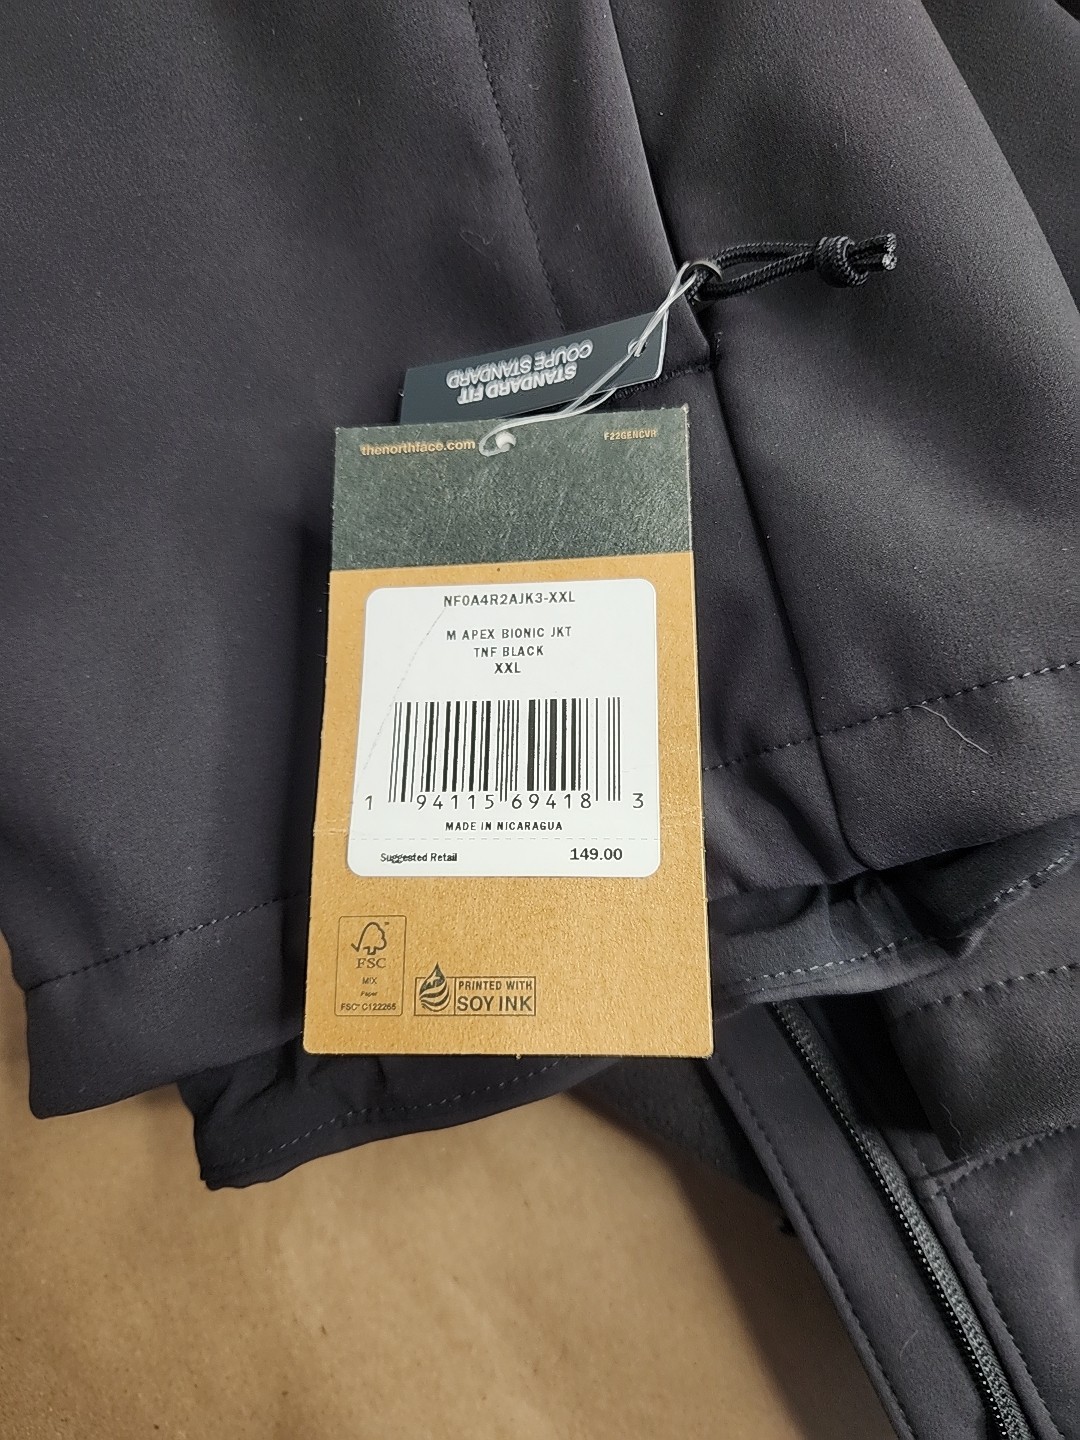 STANDARD FIT
COUPE STANDARD
thenorthface.com
F22GENCVR
NF0A4R2AJK3-XXL
M APEX BIONIC JKT
TNF BLACK
XXL
1 94115 69418 3
MADE IN NICARAGUA
Suggested Retail 149.00
FSC
MIX
Paper
FSC® C122265
PRINTED WITH
SOY INK